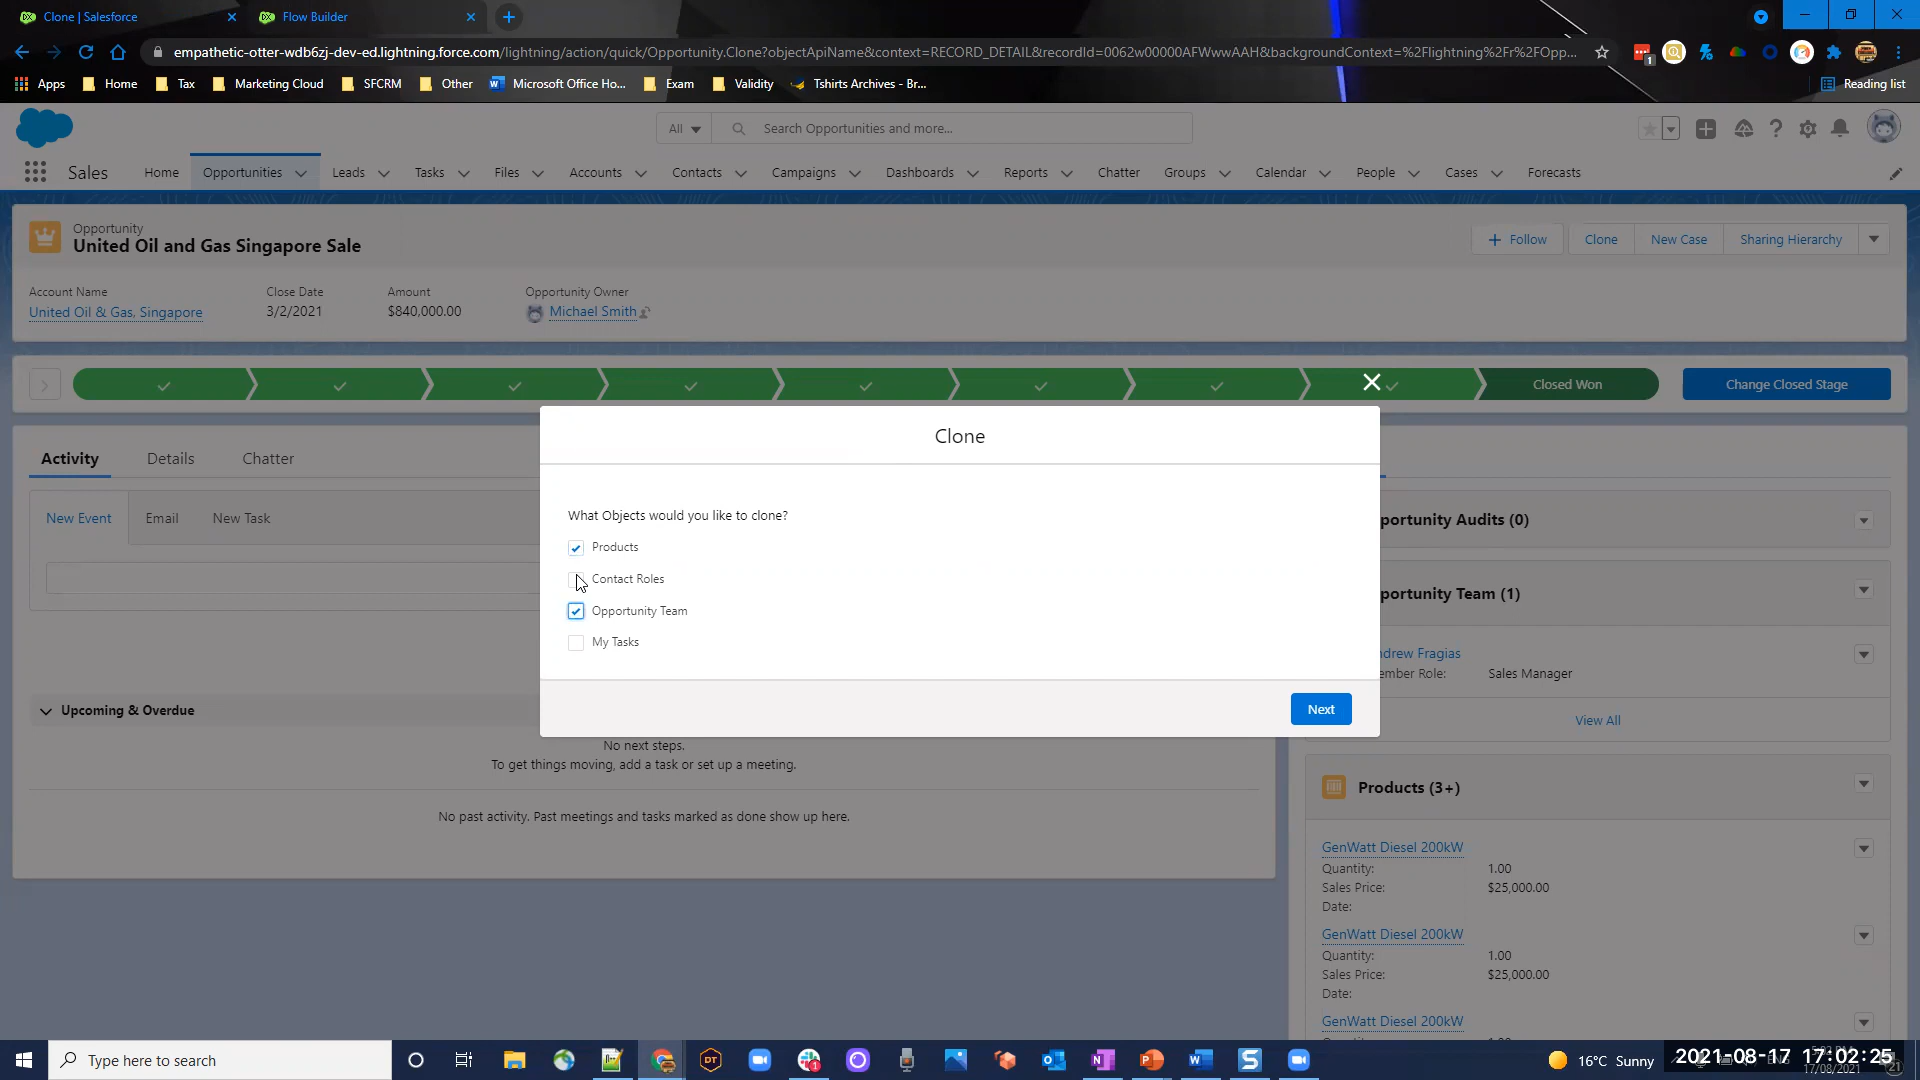 Clone | Salesforce
Flow Builder
empathetic-otter-wdb6zj-dev-ed.lightning.force.com/lightning/action/quick/Opportunity.Clone?objectApiName&context=RECORD_DETAIL&recordId=0062w00000AFWwwAAH&backgroundContext=%2Flightning%2Fr%2FOpp...
Apps
Home
Tax
Marketing Cloud
SFCRM
Other
Microsoft Office Ho...
Exam
Validity
Tshirts Archives - Br...
Reading list
All
Search Opportunities and more...
Sales
Home
Opportunities
Leads
Tasks
Files
Accounts
Contacts
Campaigns
Dashboards
Reports
Chatter
Groups
Calendar
People
Cases
Forecasts
Opportunity
United Oil and Gas Singapore Sale
Follow
Clone
New Case
Sharing Hierarchy
Account Name
United Oil & Gas, Singapore
Close Date
3/2/2021
Amount
$840,000.00
Opportunity Owner
Michael Smith
Closed Won
Change Closed Stage
Activity
Details
Chatter
New Event
Email
New Task
Upcoming & Overdue
No next steps.
To get things moving, add a task or set up a meeting.
No past activity. Past meetings and tasks marked as done show up here.
Clone
What Objects would you like to clone?
Products
Contact Roles
Opportunity Team
My Tasks
Next
portunity Audits (0)
portunity Team (1)
ndrew Fragias
ember Role: Sales Manager
View All
Products (3+)
GenWatt Diesel 200kW
Quantity: 1.00
Sales Price: $25,000.00
Date:
GenWatt Diesel 200kW
Quantity: 1.00
Sales Price: $25,000.00
Date:
GenWatt Diesel 200kW
Type here to search
16°C Sunny
2021-08-17 17:02:25
17/08/2021